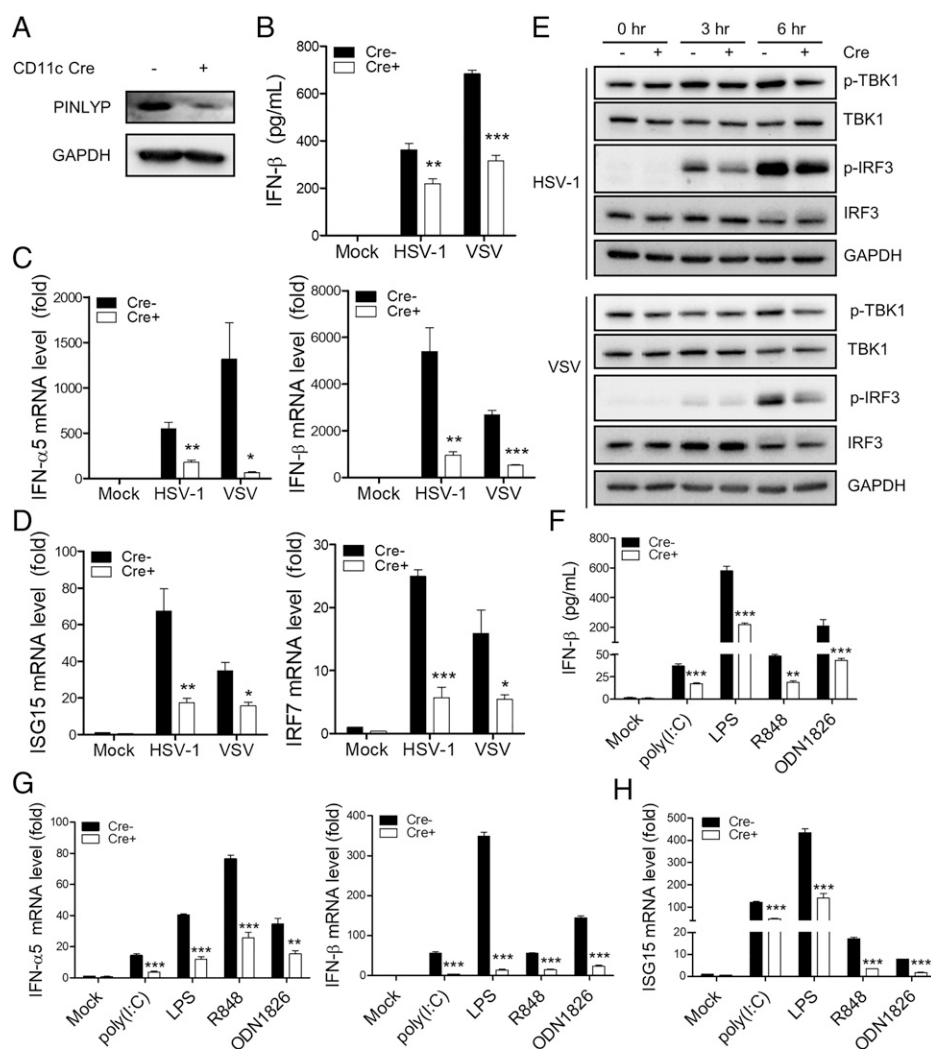 A
CD11c Cre - +
PINLYP
GAPDH
B
IFN-β (pg/mL)
800
600
400
200
0
Cre-
Cre+
**
***
Mock HSV-1 VSV
C
IFN-α5 mRNA level (fold)
2000
1500
1000
500
0
Cre-
Cre+
**
*
Mock HSV-1 VSV
IFN-β mRNA level (fold)
8000
6000
4000
2000
0
Cre-
Cre+
**
***
Mock HSV-1 VSV
D
ISG15 mRNA level (fold)
100
80
60
40
20
0
Cre-
Cre+
**
*
Mock HSV-1 VSV
IRF7 mRNA level (fold)
30
20
10
0
Cre-
Cre+
***
*
Mock HSV-1 VSV
E
0 hr 3 hr 6 hr
- + - + - + Cre
HSV-1
p-TBK1
TBK1
p-IRF3
IRF3
GAPDH
VSV
p-TBK1
TBK1
p-IRF3
IRF3
GAPDH
F
IFN-β (pg/mL)
800
600
400
200
50
25
0
Cre-
Cre+
***
***
**
***
Mock poly(I:C) LPS R848 ODN1826
G
IFN-α5 mRNA level (fold)
100
80
60
40
20
0
Cre-
Cre+
***
***
***
**
Mock poly(I:C) LPS R848 ODN1826
IFN-β mRNA level (fold)
400
300
200
100
0
Cre-
Cre+
***
***
***
***
Mock poly(I:C) LPS R848 ODN1826
H
ISG15 mRNA level (fold)
500
400
300
200
100
20
10
0
Cre-
Cre+
***
***
***
***
Mock poly(I:C) LPS R848 ODN1826